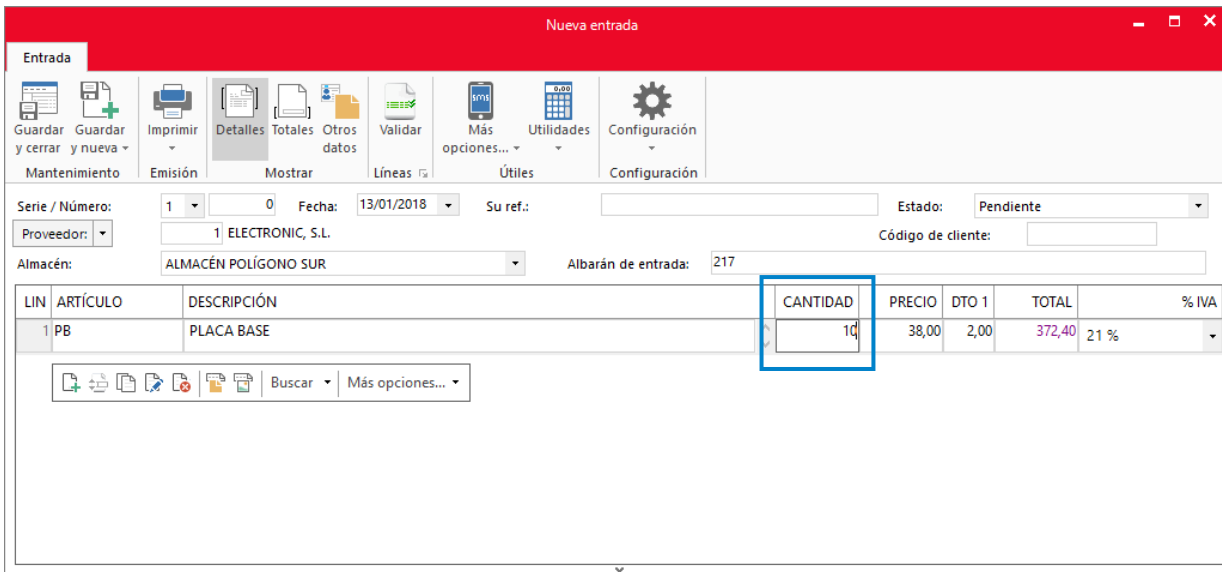 Nueva entrada
Entrada
Guardar y cerrar
Guardar y nueva
Imprimir
Detalles
Totales
Otros datos
Validar
sms
Más opciones...
0,00
Utilidades
Configuración
Mantenimiento
Emisión
Mostrar
Líneas
Útiles
Configuración
Serie / Número: 1 0 Fecha: 13/01/2018 Su ref.: Estado: Pendiente
Proveedor: 1 ELECTRONIC, S.L. Código de cliente:
Almacén: ALMACÉN POLÍGONO SUR Albarán de entrada: 217
LIN ARTÍCULO DESCRIPCIÓN CANTIDAD PRECIO DTO 1 TOTAL % IVA
1 PB PLACA BASE 10 38,00 2,00 372,40 21 %
Buscar Más opciones...